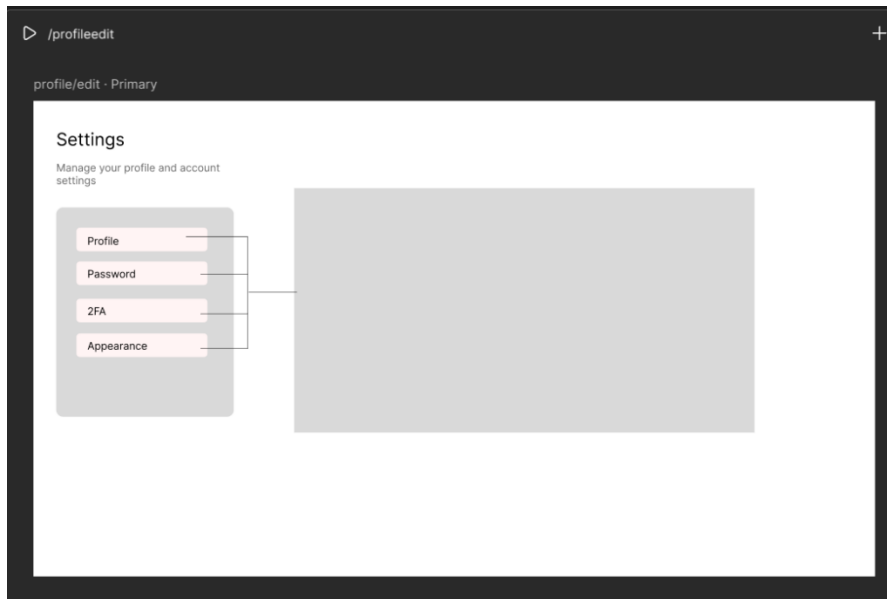 /profileedit
profile/edit · Primary
Settings
Manage your profile and account
settings
Profile
Password
2FA
Appearance